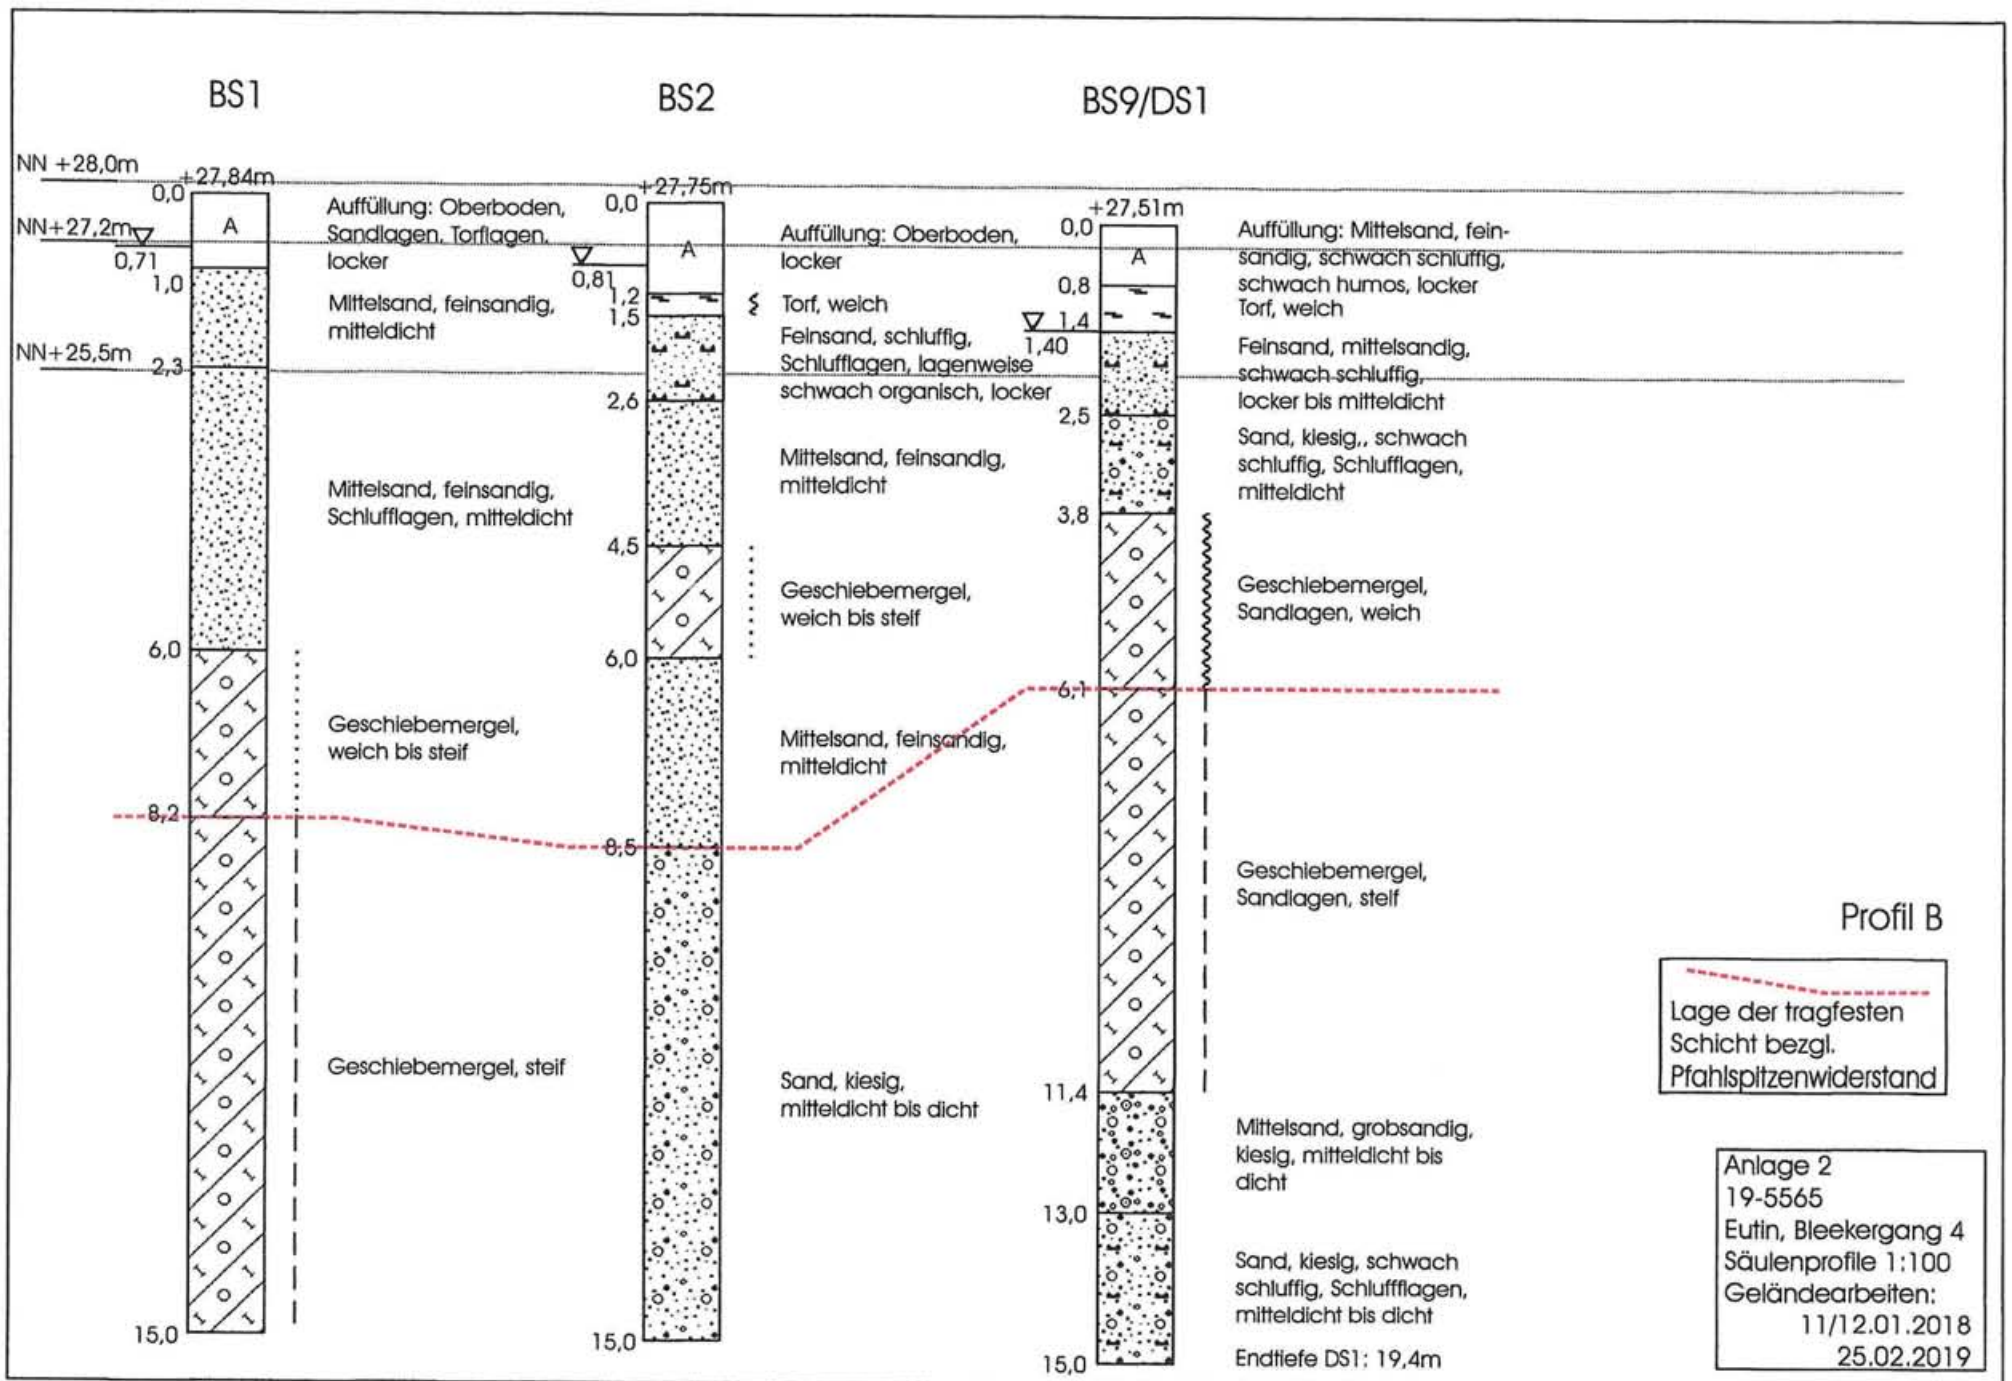 BS1
BS2
BS9/DS1
NN +28,0m
NN+27,2m
NN+25,5m
+27,84m
0,0
A
0,71
1,0
2,3
6,0
8,2
15,0
Auffüllung: Oberboden,
Sandlagen, Torflagen,
locker
Mittelsand, feinsandig,
mitteldicht
Mittelsand, feinsandig,
Schlufflagen, mitteldicht
Geschiebemergel,
weich bis steif
Geschiebemergel, steif
+27,75m
0,0
A
0,81
1,2
1,5
2,6
4,5
6,0
8,5
15,0
Auffüllung: Oberboden,
locker
Torf, weich
Feinsand, schluffig,
Schlufflagen, lagenweise
schwach organisch, locker
Mittelsand, feinsandig,
mitteldicht
Geschiebemergel,
weich bis steif
Mittelsand, feinsandig,
mitteldicht
Sand, kiesig,
mitteldicht bis dicht
+27,51m
0,0
A
0,8
1,4
1,40
2,5
3,8
6,1
11,4
13,0
15,0
Auffüllung: Mittelsand, fein-
sandig, schwach schluffig,
schwach humos, locker
Torf, weich
Feinsand, mittelsandig,
schwach schluffig,
locker bis mitteldicht
Sand, kiesig,, schwach
schluffig, Schlufflagen,
mitteldicht
Geschiebemergel,
Sandlagen, weich
Geschiebemergel,
Sandlagen, steif
Mittelsand, grobsandig,
kiesig, mitteldicht bis
dicht
Sand, kiesig, schwach
schluffig, Schluffflagen,
mitteldicht bis dicht
Endtiefe DS1: 19,4m
Profil B
Lage der tragfesten
Schicht bezgl.
Pfahlspitzenwiderstand
Anlage 2
19-5565
Eutin, Bleekergang 4
Säulenprofile 1:100
Geländearbeiten:
11/12.01.2018
25.02.2019